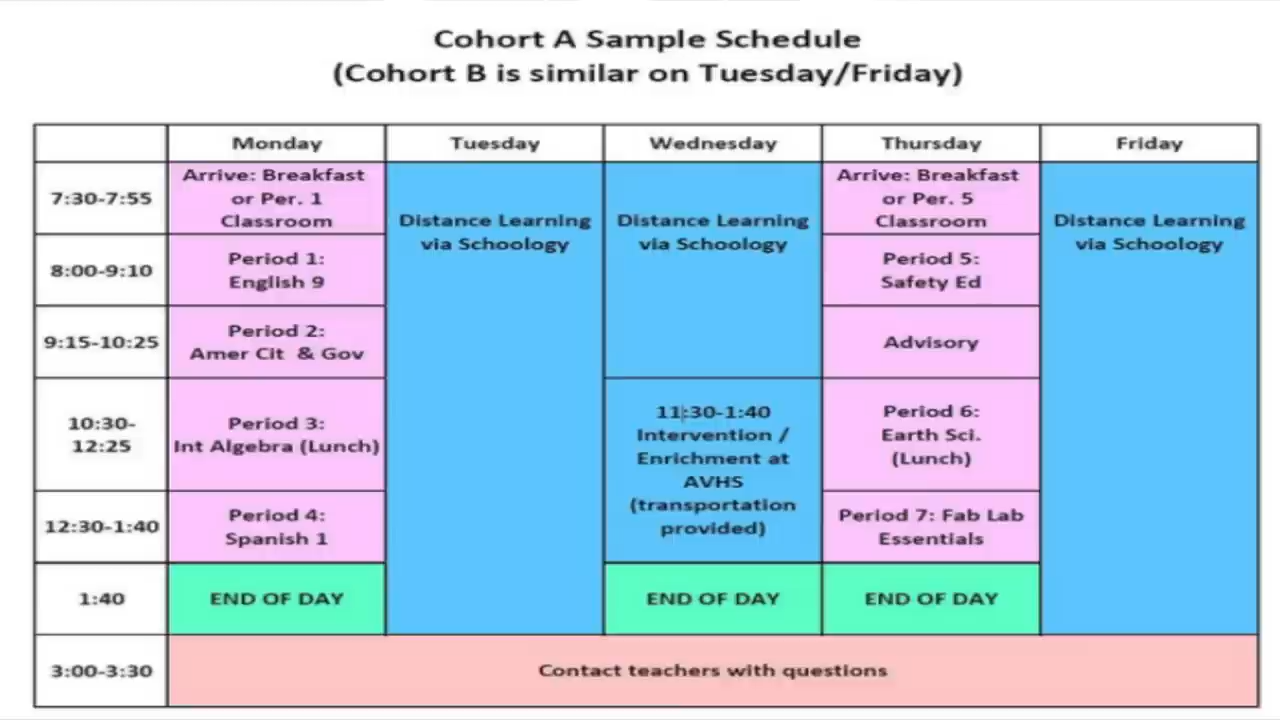 Cohort A Sample Schedule
(Cohort B is similar on Tuesday/Friday)
Monday
Tuesday
Wednesday
Thursday
Friday
7:30-7:55
Arrive: Breakfast
or Per. 1
Classroom
Distance Learning
via Schoology
Distance Learning
via Schoology
Arrive: Breakfast
or Per. 5
Classroom
Distance Learning
via Schoology
8:00-9:10
Period 1:
English 9
Period 5:
Safety Ed
9:15-10:25
Period 2:
Amer Cit & Gov
Advisory
10:30-
12:25
Period 3:
Int Algebra (Lunch)
11:30-1:40
Intervention /
Enrichment at
AVHS
(transportation
provided)
Period 6:
Earth Sci.
(Lunch)
12:30-1:40
Period 4:
Spanish 1
Period 7: Fab Lab
Essentials
1:40
END OF DAY
END OF DAY
END OF DAY
3:00-3:30
Contact teachers with questions